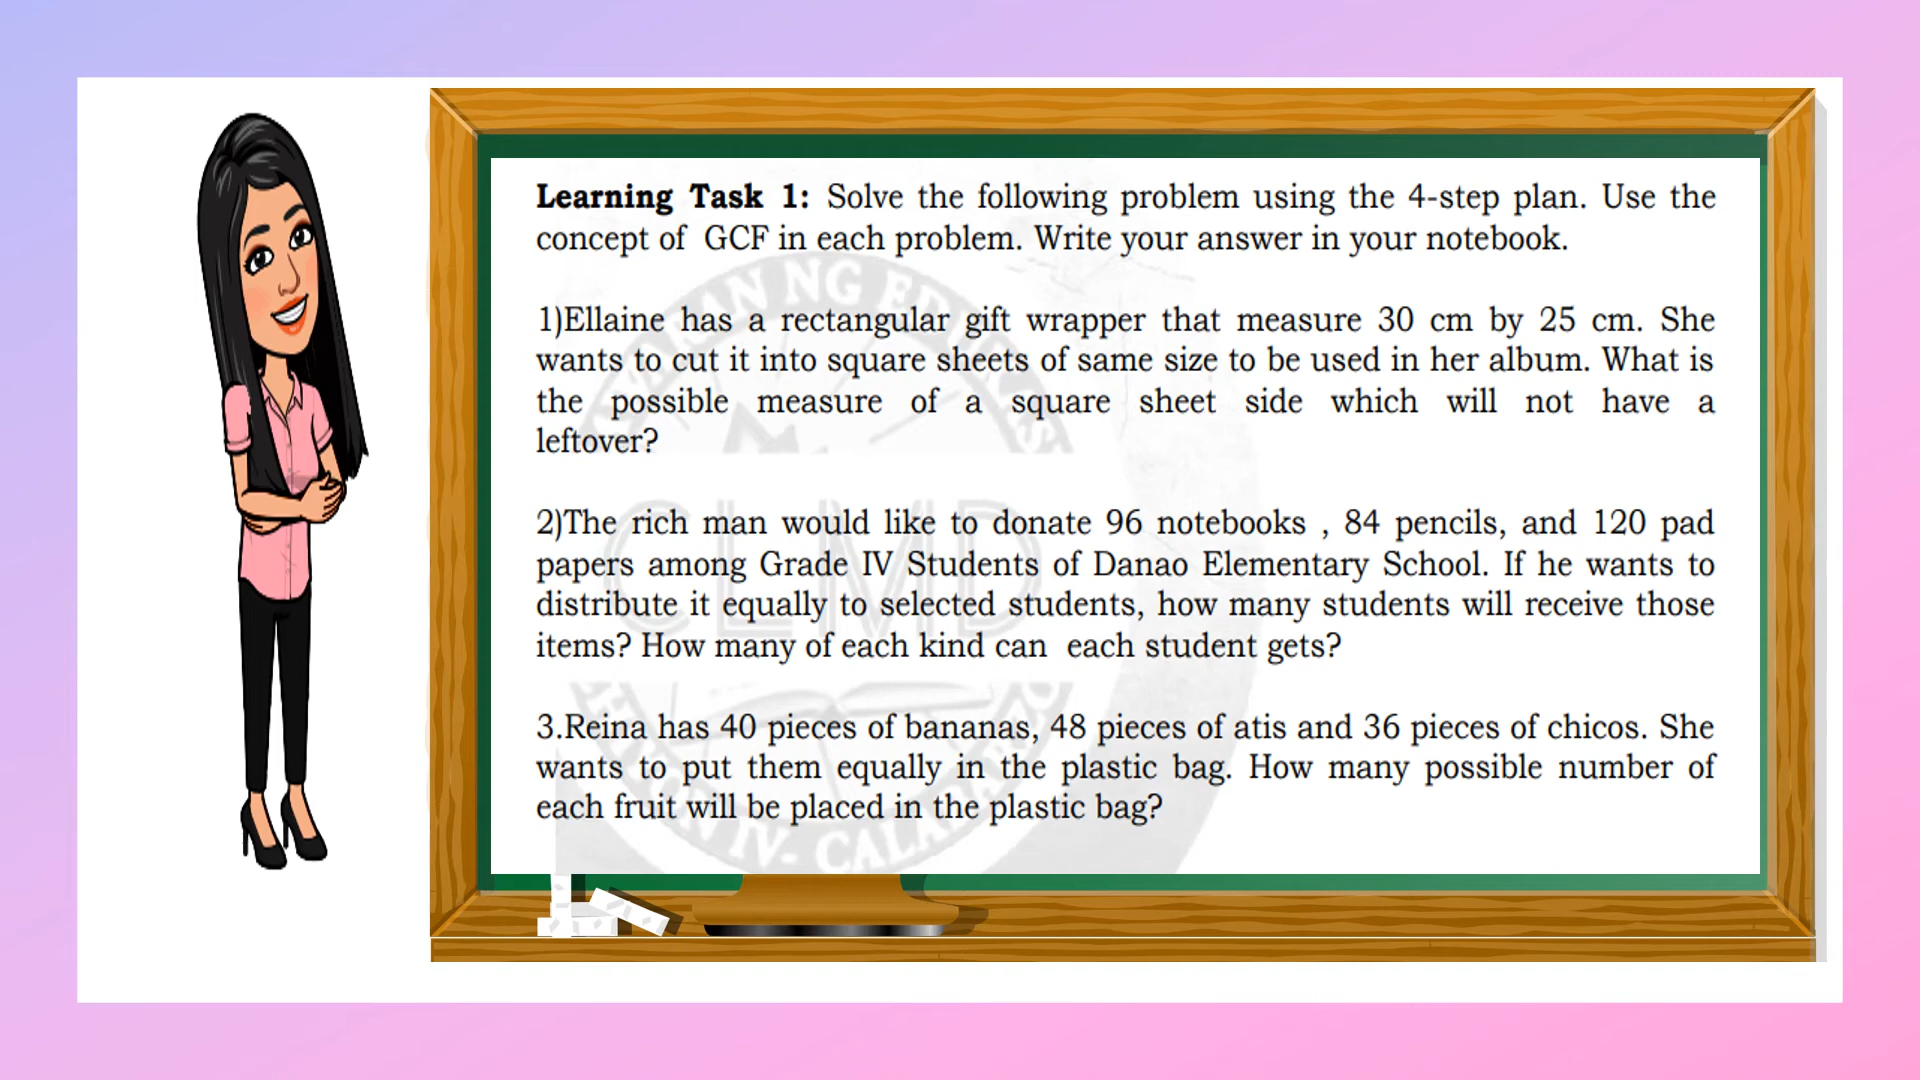 Learning Task 1: Solve the following problem using the 4-step plan. Use the
concept of GCF in each problem. Write your answer in your notebook.
1)Ellaine has a rectangular gift wrapper that measure 30 cm by 25 cm. She
wants to cut it into square sheets of same size to be used in her album. What is
the possible measure of a square sheet side which will not have a
leftover?
2)The rich man would like to donate 96 notebooks , 84 pencils, and 120 pad
papers among Grade IV Students of Danao Elementary School. If he wants to
distribute it equally to selected students, how many students will receive those
items? How many of each kind can each student gets?
3.Reina has 40 pieces of bananas, 48 pieces of atis and 36 pieces of chicos. She
wants to put them equally in the plastic bag. How many possible number of
each fruit will be placed in the plastic bag?
CLMD